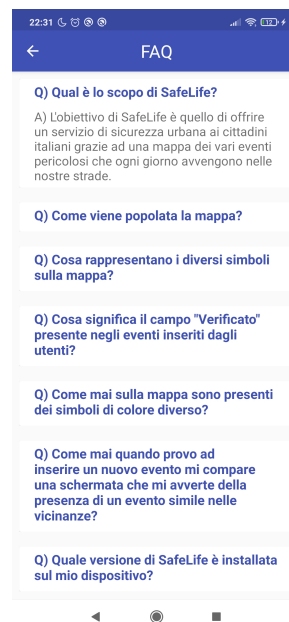 22:31
FAQ
Q) Qual è lo scopo di SafeLife?
A) L'obiettivo di SafeLife è quello di offrire
un servizio di sicurezza urbana ai cittadini
italiani grazie ad una mappa dei vari eventi
pericolosi che ogni giorno avvengono nelle
nostre strade.
Q) Come viene popolata la mappa?
Q) Cosa rappresentano i diversi simboli
sulla mappa?
Q) Cosa significa il campo "Verificato"
presente negli eventi inseriti dagli
utenti?
Q) Come mai sulla mappa sono presenti
dei simboli di colore diverso?
Q) Come mai quando provo ad
inserire un nuovo evento mi compare
una schermata che mi avverte della
presenza di un evento simile nelle
vicinanze?
Q) Quale versione di SafeLife è installata
sul mio dispositivo?